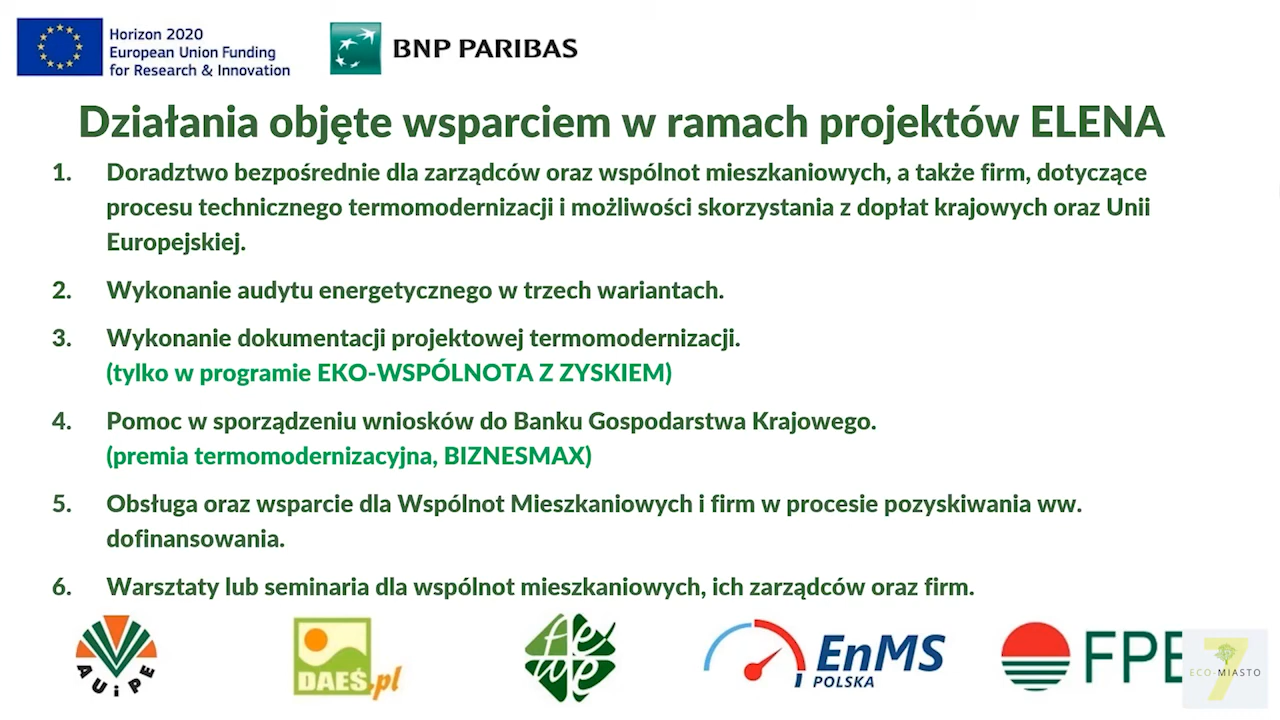 Horizon 2020
European Union Funding
for Research & Innovation
BNP PARIBAS
Działania objęte wsparciem w ramach projektów ELENA
1. Doradztwo bezpośrednie dla zarządców oraz wspólnot mieszkaniowych, a także firm, dotyczące
procesu technicznego termomodernizacji i możliwości skorzystania z dopłat krajowych oraz Unii
Europejskiej.
2. Wykonanie audytu energetycznego w trzech wariantach.
3. Wykonanie dokumentacji projektowej termomodernizacji.
(tylko w programie EKO-WSPÓLNOTA Z ZYSKIEM)
4. Pomoc w sporządzeniu wniosków do Banku Gospodarstwa Krajowego.
(premia termomodernizacyjna, BIZNESMAX)
5. Obsługa oraz wsparcie dla Wspólnot Mieszkaniowych i firm w procesie pozyskiwania ww.
dofinansowania.
6. Warsztaty lub seminaria dla wspólnot mieszkaniowych, ich zarządców oraz firm.
AUiPE
DAEŚ.pl
EnMS
POLSKA
FPE
7
ECO-MIASTO